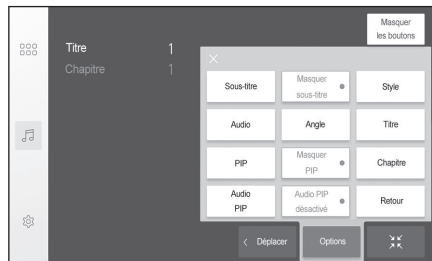 Masquer
les boutons
Titre 1
Chapitre 1
Sous-titre
Masquer
sous-titre
Style
Audio
Angle
Titre
PIP
Masquer
PIP
Chapitre
Audio
PIP
Audio PIP
désactivé
Retour
Déplacer
Options